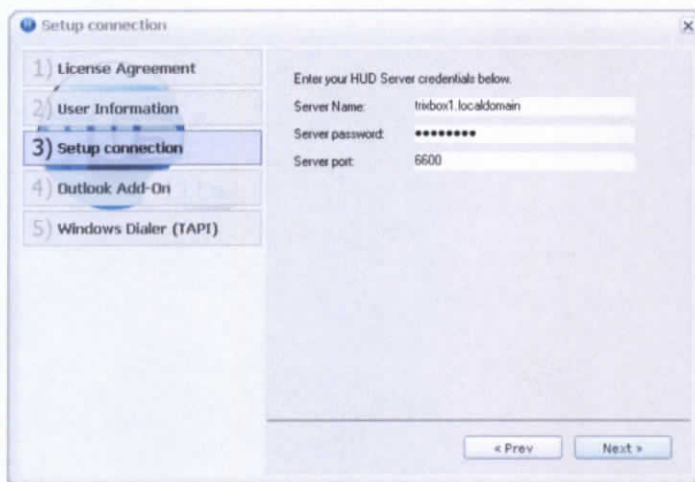 Setup connection
1) License Agreement
2) User Information
3) Setup connection
4) Outlook Add-On
5) Windows Dialer (TAPI)
Enter your HUD Server credentials below.
Server Name: trixbox1.localdomain
Server password: ••••••••
Server port: 6600
« Prev
Next »